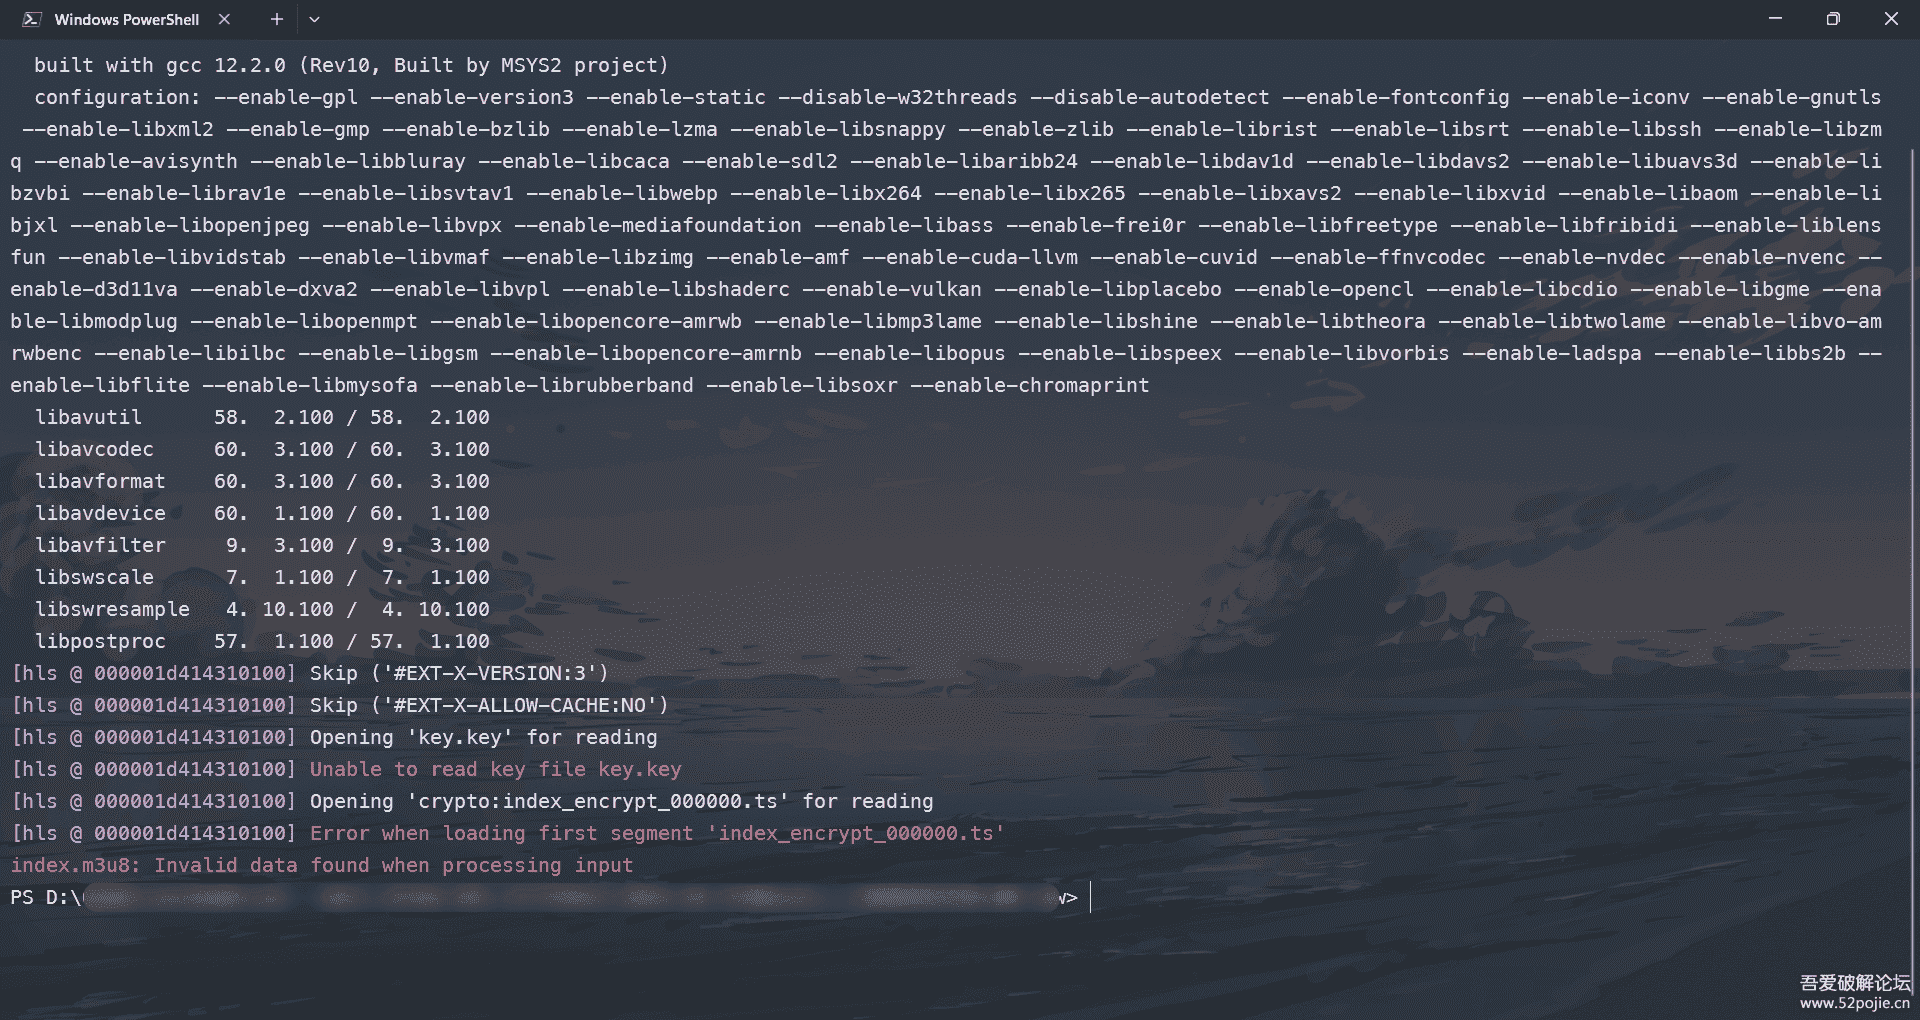 Windows PowerShell
built with gcc 12.2.0 (Rev10, Built by MSYS2 project)
configuration: --enable-gpl --enable-version3 --enable-static --disable-w32threads --disable-autodetect --enable-fontconfig --enable-iconv --enable-gnutls
--enable-libxml2 --enable-gmp --enable-bzlib --enable-lzma --enable-libsnappy --enable-zlib --enable-librist --enable-libsrt --enable-libssh --enable-libzm
q --enable-avisynth --enable-libbluray --enable-libcaca --enable-sdl2 --enable-libaribb24 --enable-libdav1d --enable-libdavs2 --enable-libuavs3d --enable-li
bzvbi --enable-librav1e --enable-libsvtav1 --enable-libwebp --enable-libx264 --enable-libx265 --enable-libxavs2 --enable-libxvid --enable-libaom --enable-li
bjxl --enable-libopenjpeg --enable-libvpx --enable-mediafoundation --enable-libass --enable-frei0r --enable-libfreetype --enable-libfribidi --enable-liblens
fun --enable-libvidstab --enable-libvmaf --enable-libzimg --enable-amf --enable-cuda-llvm --enable-cuvid --enable-ffnvcodec --enable-nvdec --enable-nvenc --
enable-d3d11va --enable-dxva2 --enable-libvpl --enable-libshaderc --enable-vulkan --enable-libplacebo --enable-opencl --enable-libcdio --enable-libgme --ena
ble-libmodplug --enable-libopenmpt --enable-libopencore-amrwb --enable-libmp3lame --enable-libshine --enable-libtheora --enable-libtwolame --enable-libvo-am
rwbenc --enable-libilbc --enable-libgsm --enable-libopencore-amrnb --enable-libopus --enable-libspeex --enable-libvorbis --enable-ladspa --enable-libbs2b --
enable-libflite --enable-libmysofa --enable-librubberband --enable-libsoxr --enable-chromaprint
libavutil      58.  2.100 / 58.  2.100
libavcodec     60.  3.100 / 60.  3.100
libavformat    60.  3.100 / 60.  3.100
libavdevice    60.  1.100 / 60.  1.100
libavfilter     9.  3.100 /  9.  3.100
libswscale      7.  1.100 /  7.  1.100
libswresample   4. 10.100 /  4. 10.100
libpostproc    57.  1.100 / 57.  1.100
[hls @ 000001d414310100] Skip ('#EXT-X-VERSION:3')
[hls @ 000001d414310100] Skip ('#EXT-X-ALLOW-CACHE:NO')
[hls @ 000001d414310100] Opening 'key.key' for reading
[hls @ 000001d414310100] Unable to read key file key.key
[hls @ 000001d414310100] Opening 'crypto:index_encrypt_000000.ts' for reading
[hls @ 000001d414310100] Error when loading first segment 'index_encrypt_000000.ts'
index.m3u8: Invalid data found when processing input
PS D:\ >
吾爱破解论坛
www.52pojie.cn